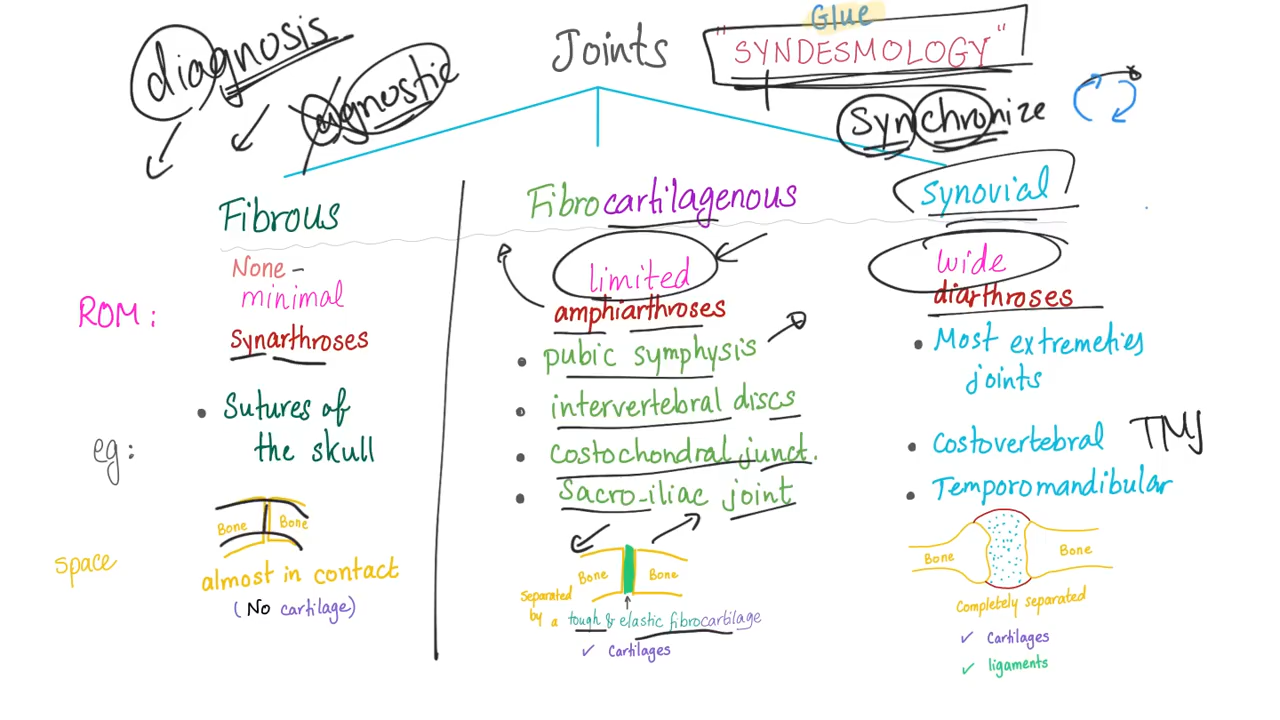 diagnosis
agnostic
Joints
Glue
"SYNDESMOLOGY"
Synchronize
Fibrous
Fibrocartilagenous
Synovial
ROM:
None -
minimal
Synarthroses
limited
amphiarthroses
wide
diarthroses
eg:
• Sutures of
the skull
• pubic symphysis
• intervertebral discs
• Costochondral junct.
• Sacro-iliac joint
• Most extremeties
joints
• Costovertebral
TMJ
• Temporomandibular
space
Bone Bone
almost in contact
(No cartilage)
Bone Bone
Separated
by a tough & elastic fibrocartilage
✓ Cartilages
Bone Bone
Completely separated
✓ Cartilages
✓ ligaments